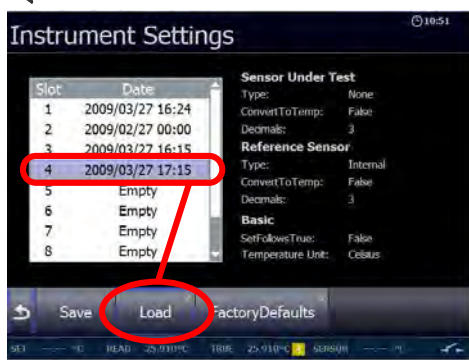 10:51
Instrument Settings
Slot Date
1 2009/03/27 16:24
2 2009/02/27 00:00
3 2009/03/27 16:15
4 2009/03/27 17:15
5 Empty
6 Empty
7 Empty
8 Empty
Sensor Under Test
Type: None
ConvertToTemp: False
Decimals: 3
Reference Sensor
Type: Internal
ConvertToTemp: False
Decimals: 3
Basic
SetFollowsTrue: False
Temperature Unit: Celsius
Save Load FactoryDefaults
SET ---- °C READ 25.910°C TRUE 25.910°C SENSOR ----